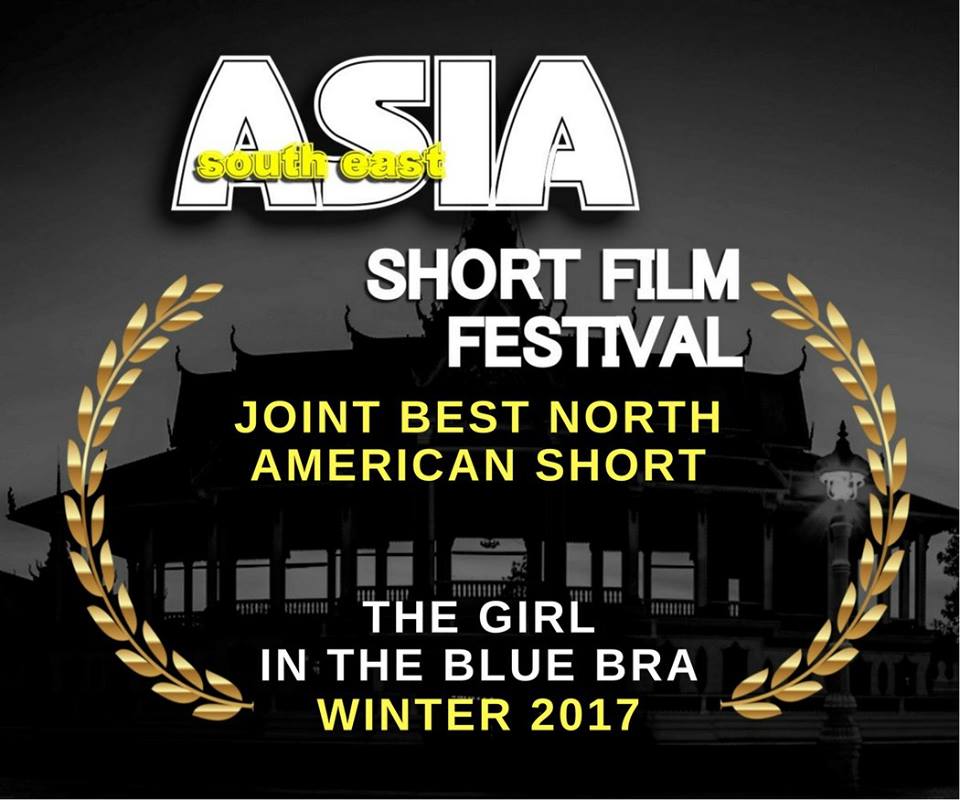 ASIA
south east
SHORT FILM
FESTIVAL
JOINT BEST NORTH
AMERICAN SHORT
THE GIRL
IN THE BLUE BRA
WINTER 2017